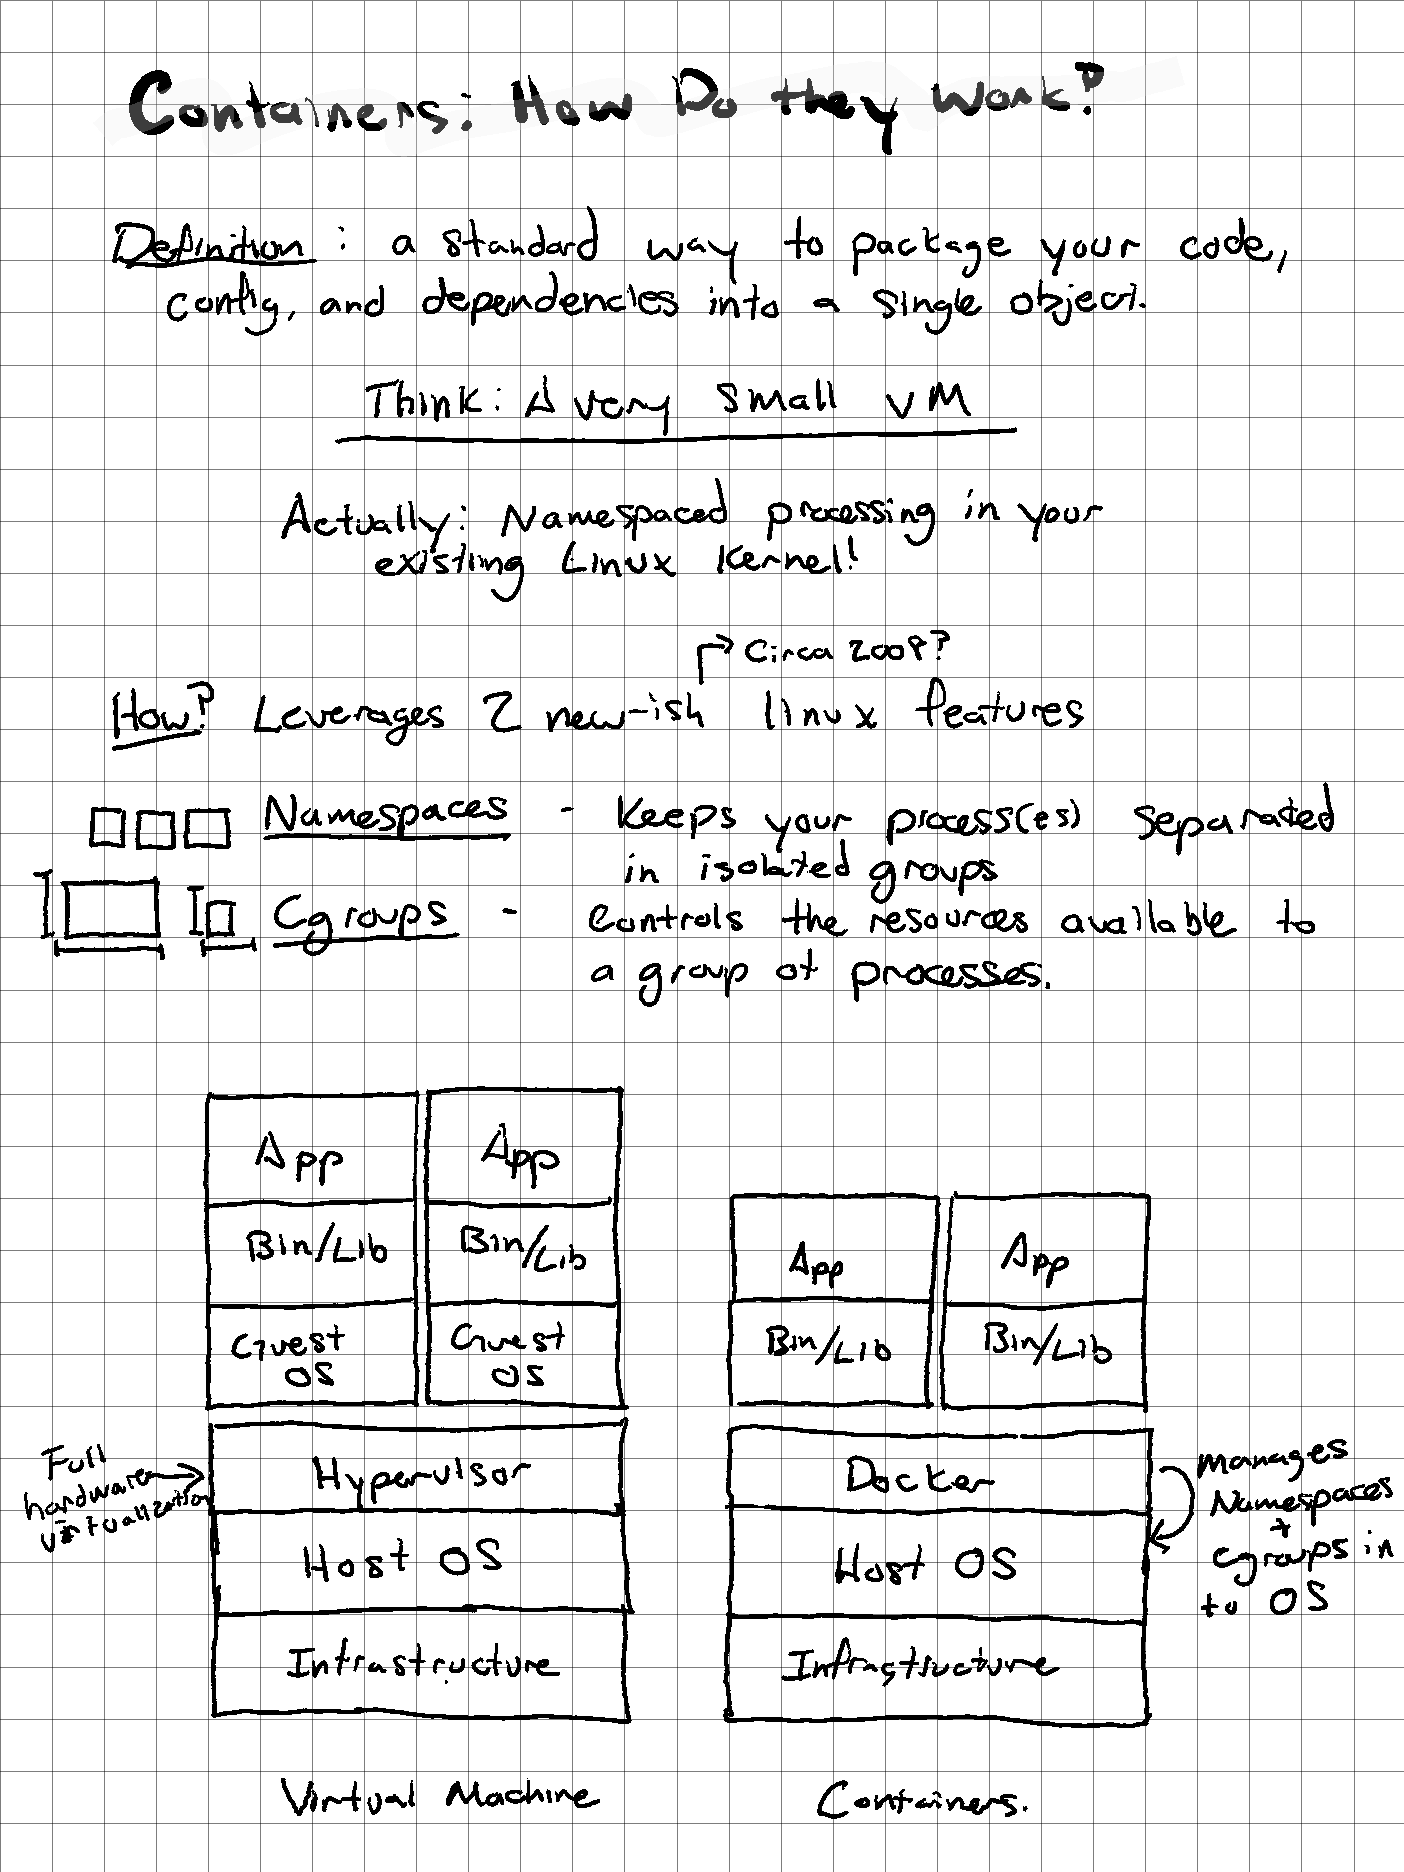 Containers: How Do they Work?
Definition: a standard way to package your code,
config, and dependencies into a single object.
Think: A very small VM
Actually: Namespaced processing in your
existing Linux Kernel!
Circa 2008?
How? Leverages 2 new-ish linux features
Namespaces - Keeps your process(es) separated
in isolated groups
Cgroups - Controls the resources available to
a group of processes.
App
App
Bin/Lib
Bin/Lib
Guest
OS
Guest
OS
Full
hardware
virtualization
Hypervisor
Host OS
Infrastructure
Virtual Machine
App
App
Bin/Lib
Bin/Lib
Docker
Host OS
Infrastructure
Manages
Namespaces
+
cgroups in
to OS
Containers.